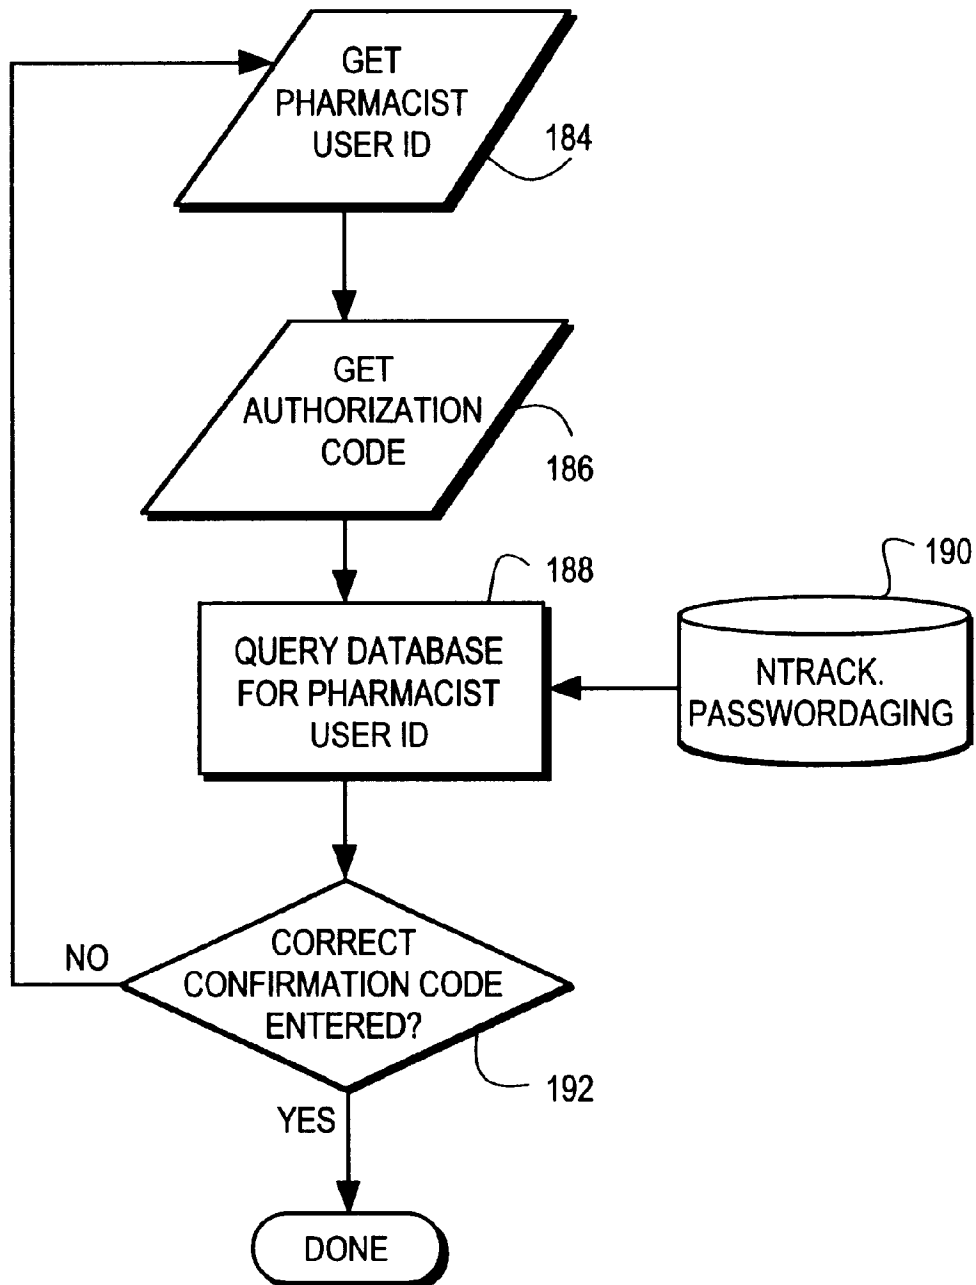 GET
PHARMACIST
USER ID
184
GET
AUTHORIZATION
CODE
186
188
QUERY DATABASE
FOR PHARMACIST
USER ID
190
NTRACK.
PASSWORDAGING
NO
CORRECT
CONFIRMATION CODE
ENTERED?
192
YES
DONE